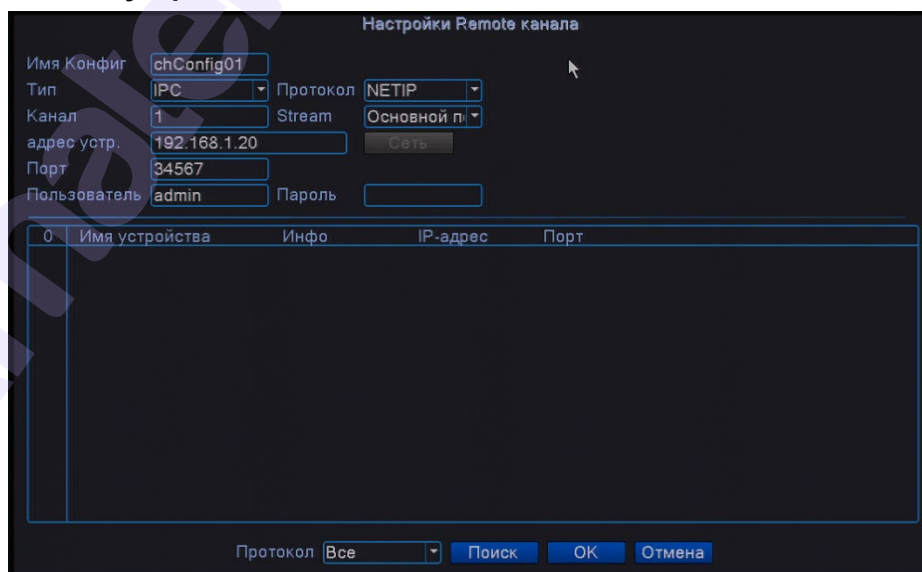 Настройки Remote канала
Имя Конфиг chConfig01
Тип IPC Протокол NETIP
Канал 1 Stream Основной п
адрес устр. 192.168.1.20 Сеть
Порт 34567
Пользователь admin Пароль
0 Имя устройства Инфо IP-адрес Порт
Протокол Все Поиск OK Отмена